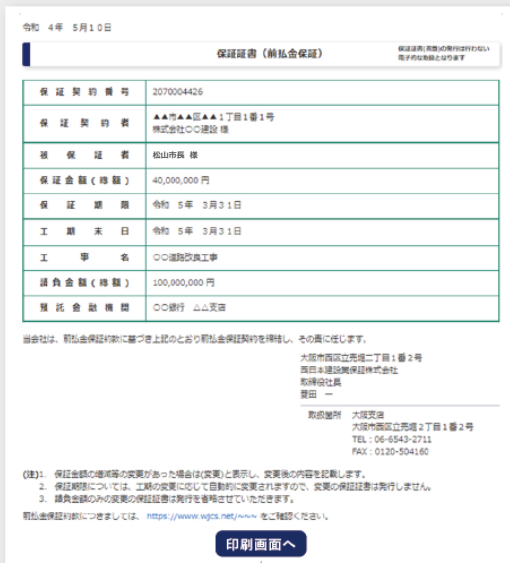 令和 4年 5月10日
保証証書（前払金保証）
保証証書(書面)の発行は行わない
電子的な勧設となります
保証契約番号 2070004426
保証契約者 ▲▲市▲▲区▲▲1丁目1番1号
株式会社○○建設 様
被保証者 松山市長 様
保証金額(総額) 40,000,000 円
保証期限 令和 5年 3月31日
工期末日 令和 5年 3月31日
工事名 ○○道路改良工事
請負金額(総額) 100,000,000 円
預託金融機関 ○○銀行 △△支店
当会社は、前払金保証約款に基づき上記のとおり前払金保証契約を締結し、その責に任じます。
大阪市西区立売堀二丁目1番2号
西日本建設業保証株式会社
取締役社長
菱田 一
取扱箇所 大阪支店
大阪市西区立売堀2丁目1番2号
TEL：06-6543-2711
FAX：0120-504160
(注)1. 保証金額の増減等の変更があった場合は(変更)と表示し、変更後の内容を記載します。
2. 保証期限については、工期の変更に応じて自動的に変更されますので、変更の保証証書は発行しません。
3. 請負金額のみの変更の保証証書は発行を省略させていただきます。
前払金保証約款につきましては、 https://www.wjcs.net/~~~ をご確認ください。
印刷画面へ